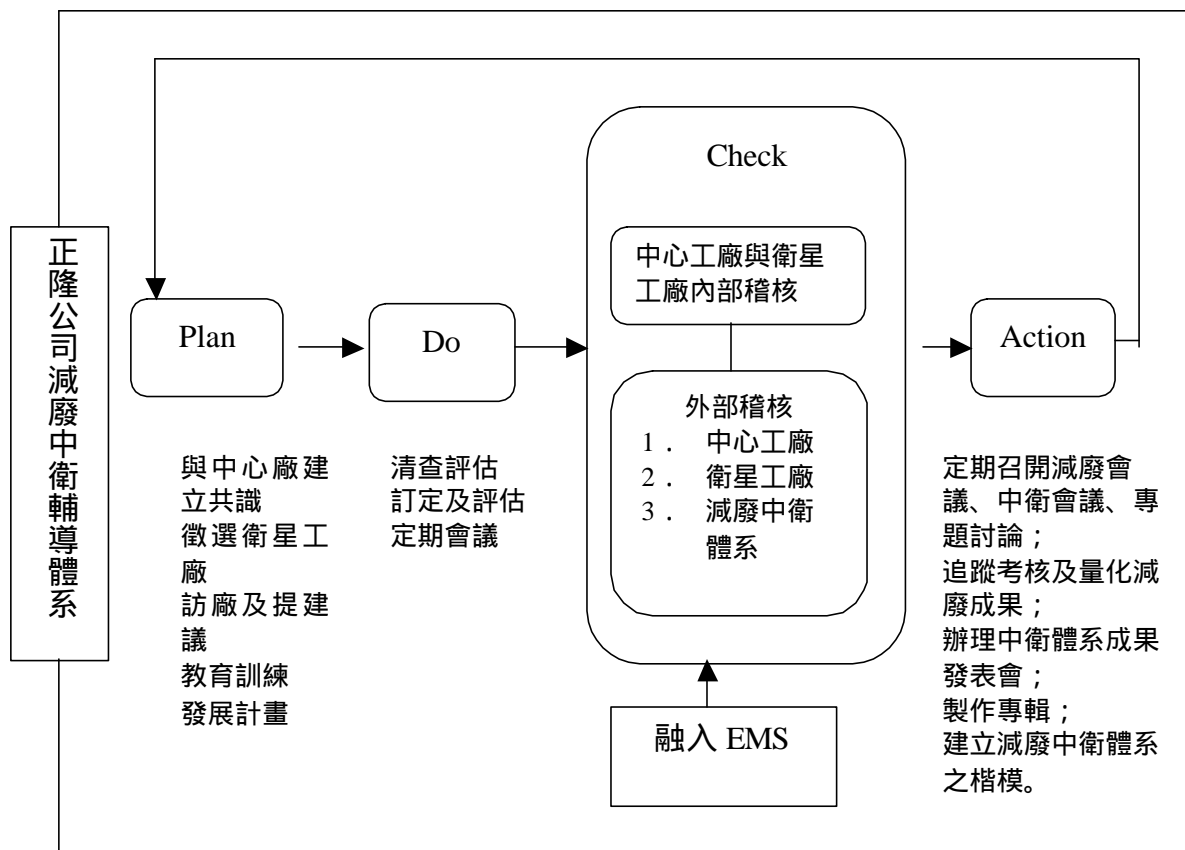 正隆公司減廢中衛輔導體系
Plan
與中心廠建
立共識
徵選衛星工
廠
訪廠及提建
議
教育訓練
發展計畫
Do
清查評估
訂定及評估
定期會議
Check
中心工廠與衛星
工廠內部稽核
外部稽核
1． 中心工廠
2． 衛星工廠
3． 減廢中衛
體系
融入 EMS
Action
定期召開減廢會
議、中衛會議、專
題討論；
追蹤考核及量化減
廢成果；
辦理中衛體系成果
發表會；
製作專輯；
建立減廢中衛體系
之楷模。